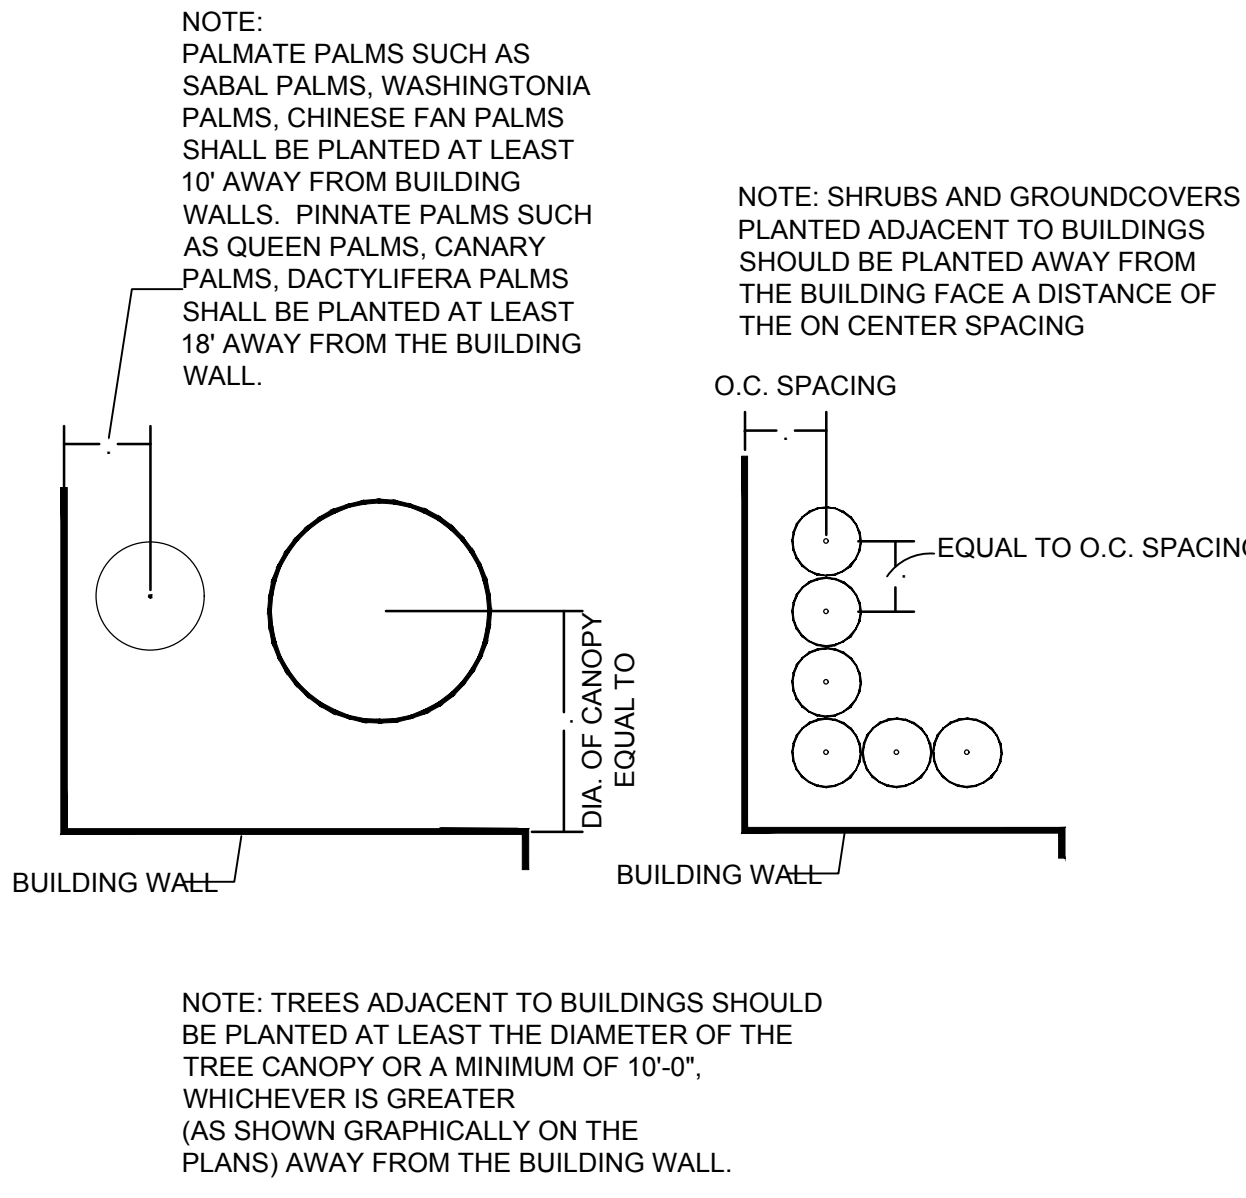 NOTE:
PALMATE PALMS SUCH AS
SABAL PALMS, WASHINGTONIA
PALMS, CHINESE FAN PALMS
SHALL BE PLANTED AT LEAST
10' AWAY FROM BUILDING
WALLS. PINNATE PALMS SUCH
AS QUEEN PALMS, CANARY
PALMS, DACTYLIFERA PALMS
SHALL BE PLANTED AT LEAST
18' AWAY FROM THE BUILDING
WALL.
NOTE: SHRUBS AND GROUNDCOVERS
PLANTED ADJACENT TO BUILDINGS
SHOULD BE PLANTED AWAY FROM
THE BUILDING FACE A DISTANCE OF
THE ON CENTER SPACING
O.C. SPACING
EQUAL TO O.C. SPACING
DIA. OF CANOPY
EQUAL TO
BUILDING WALL
BUILDING WALL
NOTE: TREES ADJACENT TO BUILDINGS SHOULD
BE PLANTED AT LEAST THE DIAMETER OF THE
TREE CANOPY OR A MINIMUM OF 10'-0",
WHICHEVER IS GREATER
(AS SHOWN GRAPHICALLY ON THE
PLANS) AWAY FROM THE BUILDING WALL.